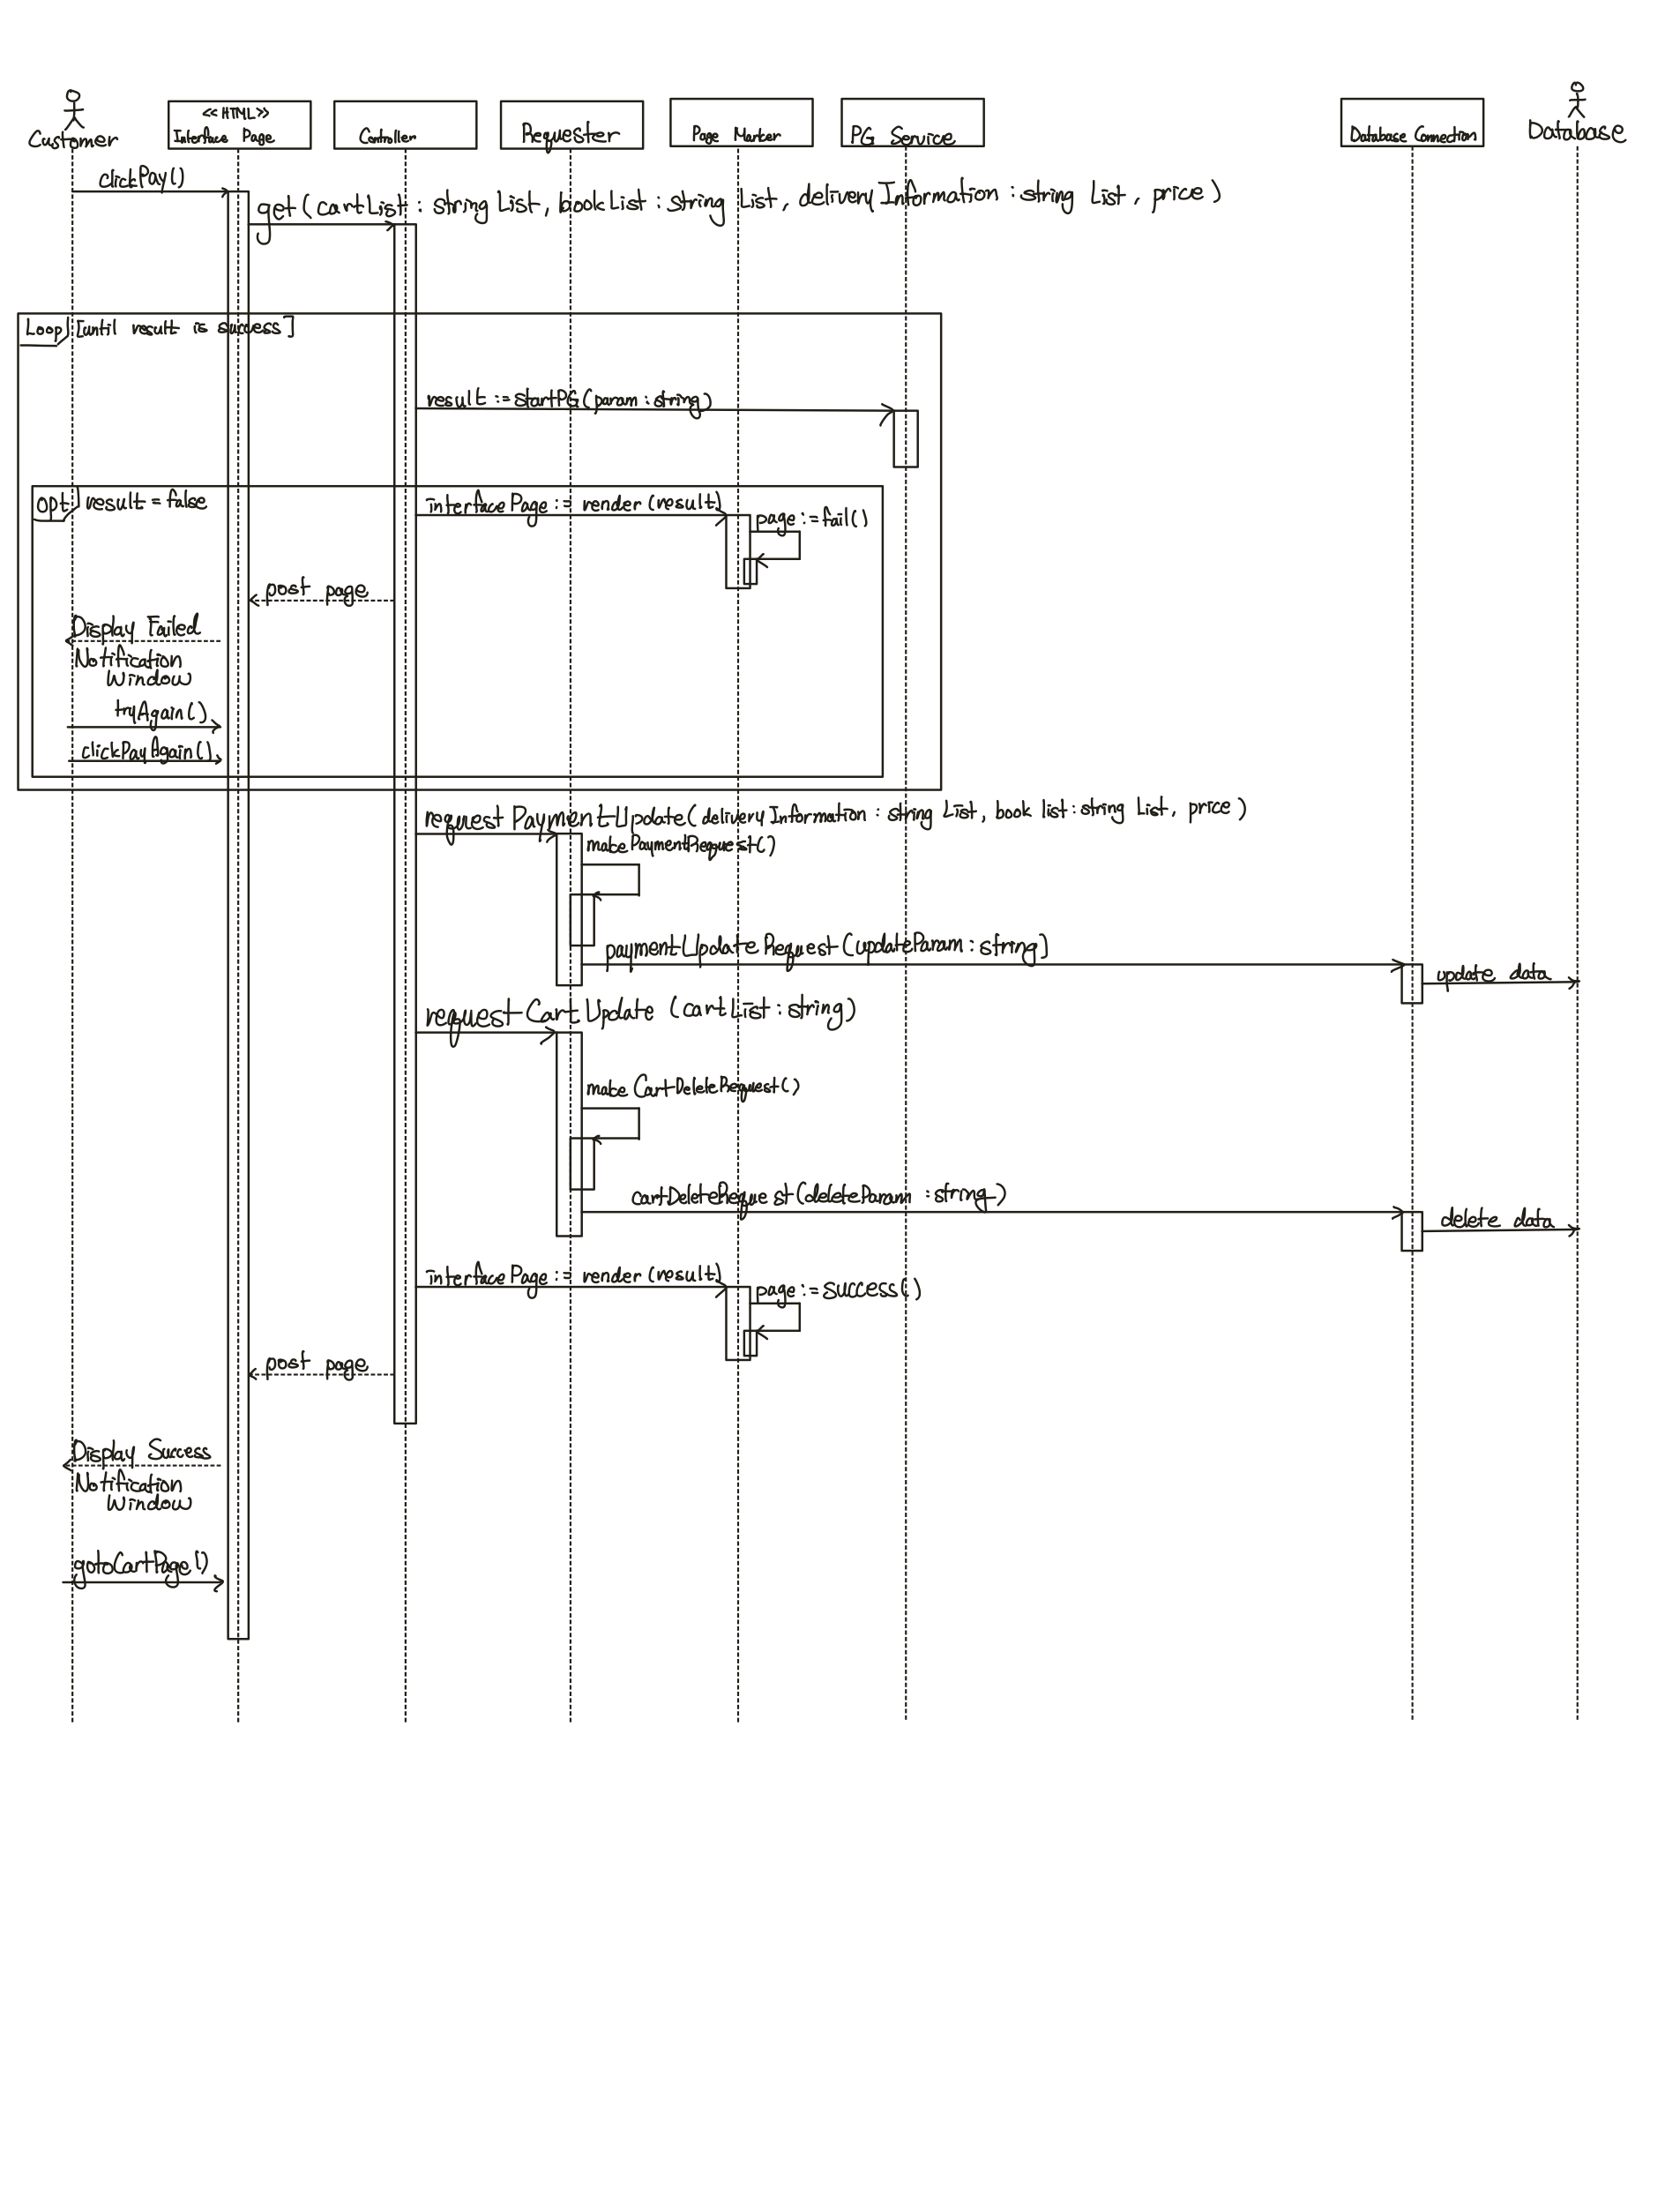 Customer
<< HTML >>
Interface Page
Controller
Requester
Page Marker
PG Service
Database Connection
Database
clickPay()
get(cartList : string List, bookList : string List, deliveryInformation : string List, price)
Loop [until result is success]
result := startPG(param : string)
opt result = false
interfacePage := render(result)
page := fail()
post page
Display Failed
Notification
Window
tryAgain()
clickPayAgain()
requestPaymentUpdate(deliveryInformation : string List, book list : string List, price)
makePaymentRequest()
paymentUpdateRequest(updateParam : string)
update data
requestCartUpdate(cartList : string)
makeCartDeleteRequest()
cartDeleteRequest(deleteParam : string)
delete data
interfacePage := render(result)
page := success()
post page
Display Success
Notification
Window
gotoCartPage()